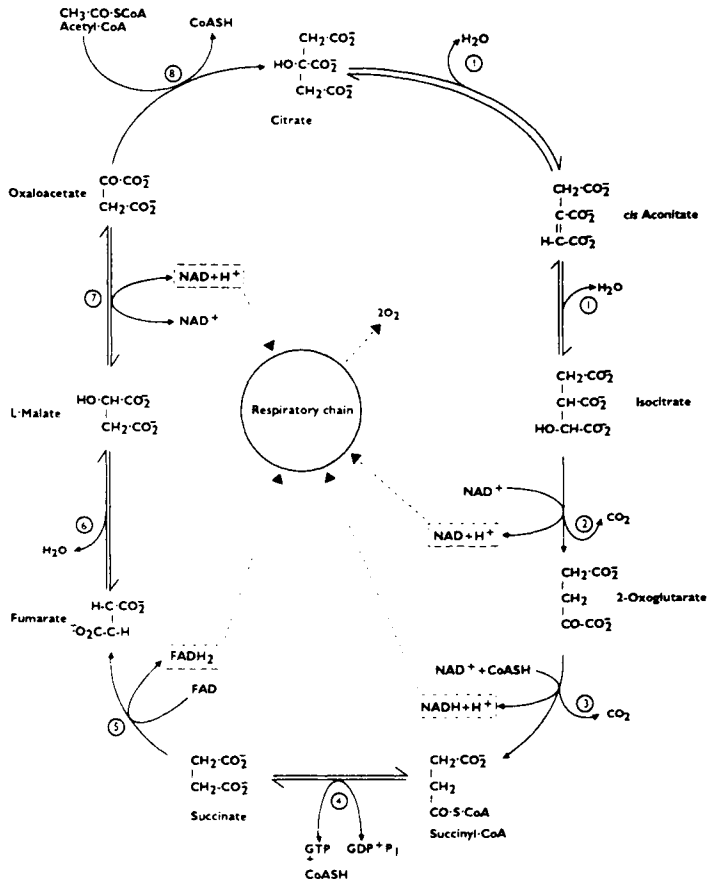 CH₃·CO·SCoA
Acetyl·CoA
CoASH
8
CH₂·CO₂⁻
HO·C·CO₂⁻
CH₂·CO₂⁻
Citrate
H₂O
1
CH₂·CO₂⁻
C·CO₂⁻
H-C-CO₂⁻
cis Aconitate
H₂O
1
CH₂·CO₂⁻
CH·CO₂⁻
HO-CH-CO₂⁻
Isocitrate
NAD⁺
2
CO₂
NAD+H⁺
CH₂·CO₂⁻
CH₂
CO-CO₂⁻
2-Oxoglutarate
NAD⁺+CoASH
3
CO₂
NADH+H⁺
CH₂·CO₂⁻
CH₂
CO·S·CoA
Succinyl·CoA
4
GTP
+
CoASH
GDP⁺P₁
CH₂·CO₂⁻
CH₂-CO₂⁻
Succinate
5
FAD
FADH₂
H-C·CO₂⁻
⁻O₂C-C-H
Fumarate
6
H₂O
HO·CH·CO₂⁻
CH₂·CO₂⁻
L·Malate
7
NAD+H⁺
NAD⁺
CO·CO₂⁻
CH₂·CO₂⁻
Oxaloacetate
Respiratory chain
2O₂